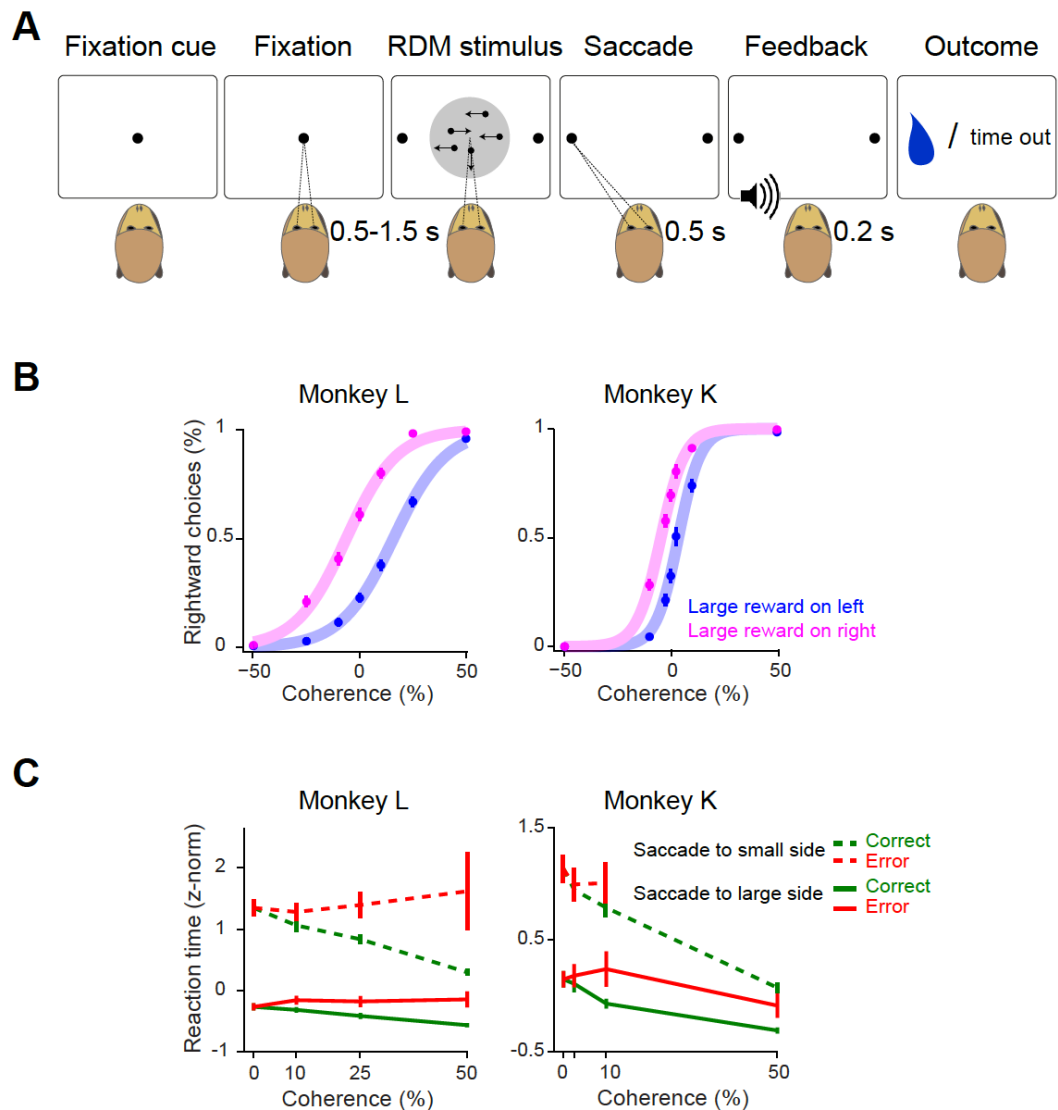 A
Fixation cue Fixation RDM stimulus Saccade Feedback Outcome
/ time out
0.5-1.5 s 0.5 s 0.2 s
B
Monkey L Monkey K
Rightward choices (%)
1 1
0.5 0.5
0 0
Large reward on left
Large reward on right
−50 0 50 −50 0 50
Coherence (%) Coherence (%)
C
Monkey L Monkey K
Reaction time (z-norm)
2
1
0
-1
1.5
0.5
-0.5
Saccade to small side Correct
Error
Saccade to large side Correct
Error
0 10 25 50 0 10 50
Coherence (%) Coherence (%)